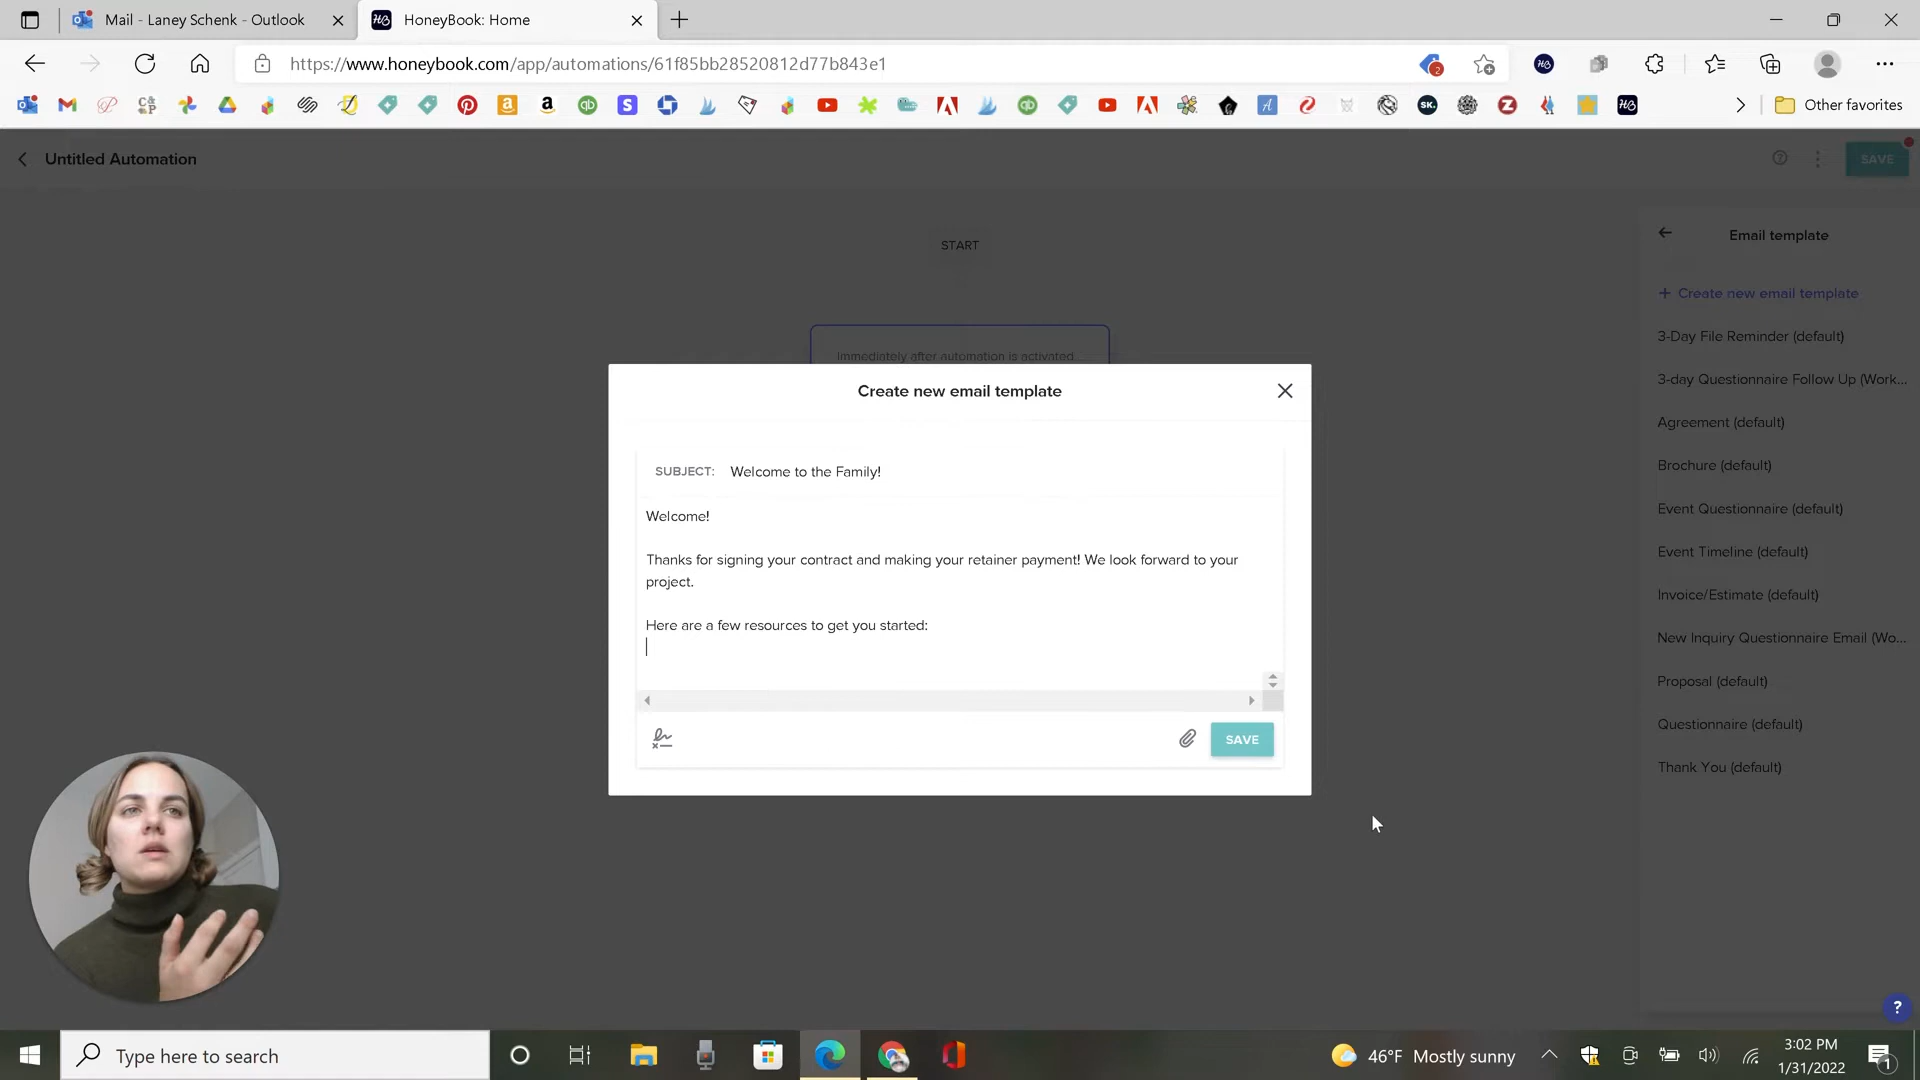 Mail - Laney Schenk - Outlook
HoneyBook: Home
https://www.honeybook.com/app/automations/61f85bb28520812d77b843e1
2
Other favorites
Untitled Automation
SAVE
START
Email template
+ Create new email template
Immediately after automation is activated
3-Day File Reminder (default)
3-day Questionnaire Follow Up (Work...
Agreement (default)
Brochure (default)
Event Questionnaire (default)
Event Timeline (default)
Invoice/Estimate (default)
New Inquiry Questionnaire Email (Wo...
Proposal (default)
Questionnaire (default)
Thank You (default)
Create new email template
SUBJECT: Welcome to the Family!
Welcome!
Thanks for signing your contract and making your retainer payment! We look forward to your
project.
Here are a few resources to get you started:
SAVE
?
Type here to search
46°F Mostly sunny
3:02 PM
1/31/2022
1